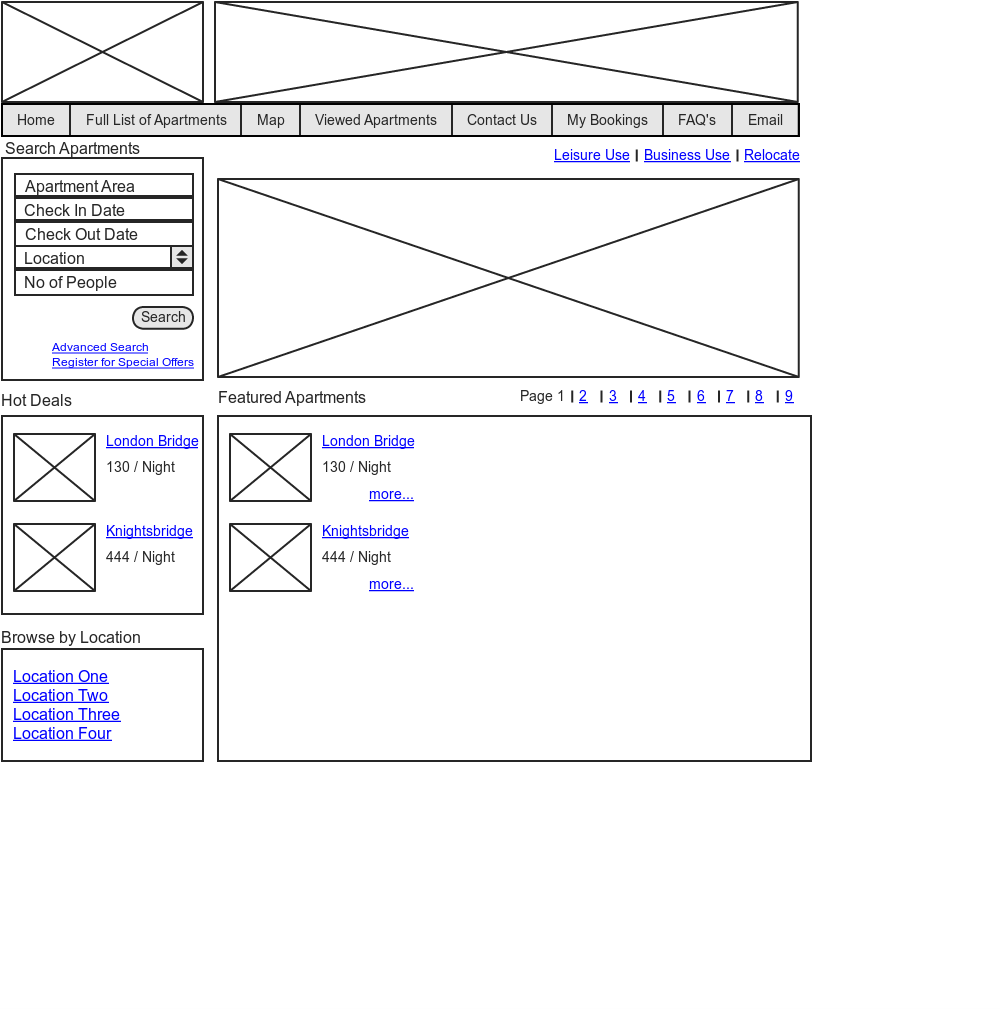 Home Full List of Apartments Map Viewed Apartments Contact Us My Bookings FAQ's Email
Search Apartments
Leisure Use | Business Use | Relocate
Apartment Area
Check In Date
Check Out Date
Location
No of People
Search
Advanced Search
Register for Special Offers
Hot Deals
London Bridge
130 / Night
Knightsbridge
444 / Night
Browse by Location
Location One
Location Two
Location Three
Location Four
Featured Apartments
Page 1 | 2 | 3 | 4 | 5 | 6 | 7 | 8 | 9
London Bridge
130 / Night
more...
Knightsbridge
444 / Night
more...